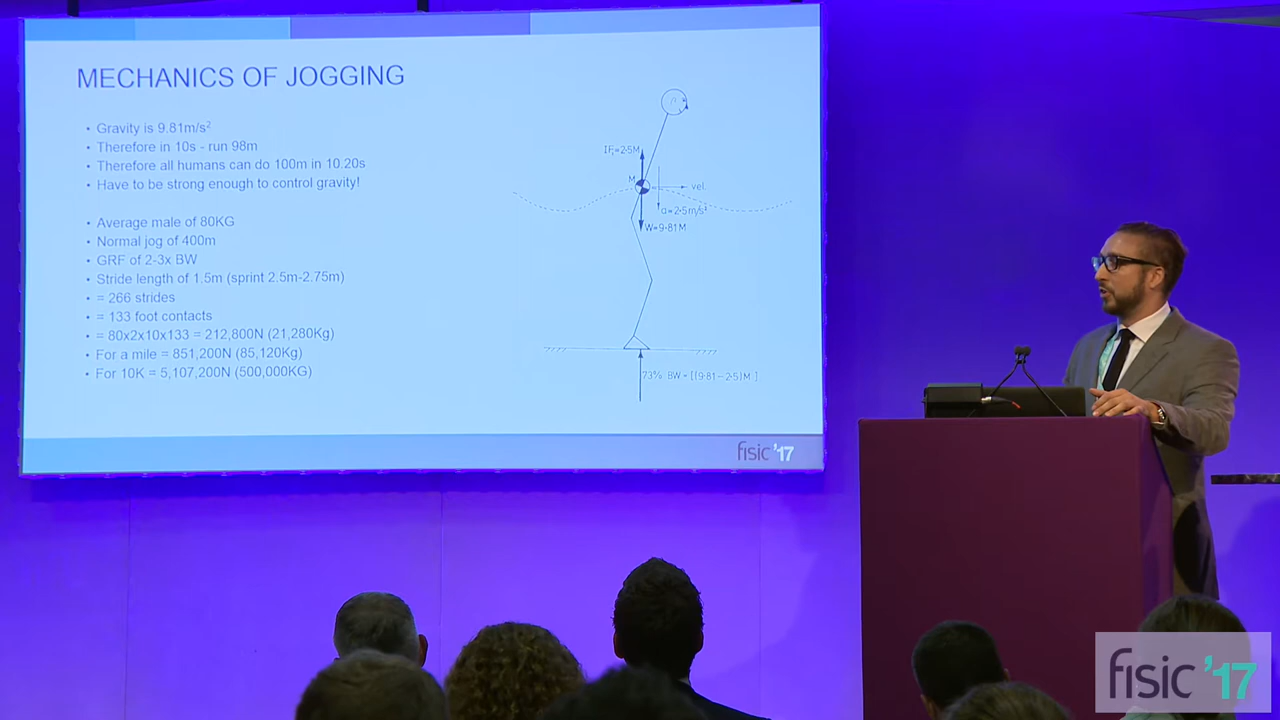 MECHANICS OF JOGGING
• Gravity is 9.81m/s²
• Therefore in 10s - run 98m
• Therefore all humans can do 100m in 10.20s
• Have to be strong enough to control gravity!
• Average male of 80KG
• Normal jog of 400m
• GRF of 2-3x BW
• Stride length of 1.5m (sprint 2.5m-2.75m)
• = 266 strides
• = 133 foot contacts
• = 80x2x10x133 = 212,800N (21,280Kg)
• For a mile = 851,200N (85,120Kg)
• For 10K = 5,107,200N (500,000KG)
IF=2·5M
M
vel.
a=2·5m/s²
W=9·81M
73% BW = [(9·81-2·5)M]
fisic '17
fisic '17